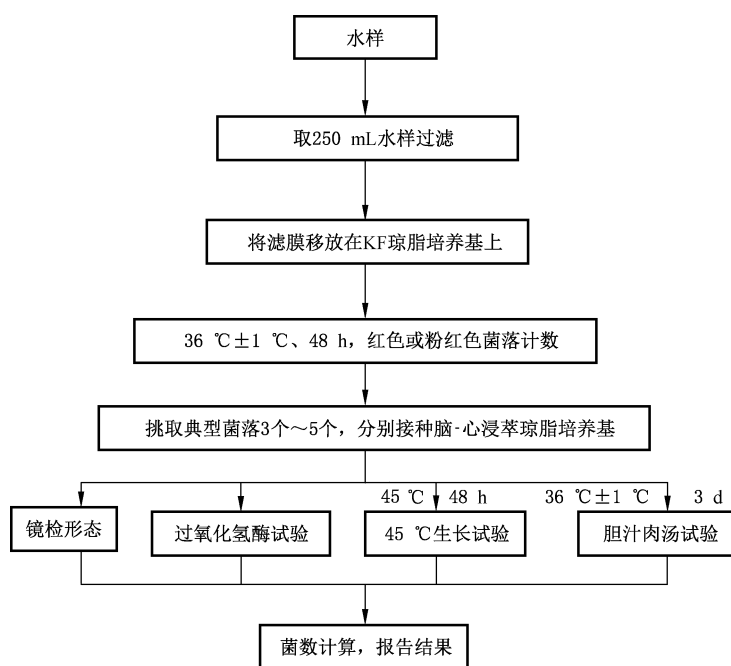 水样
取250 mL水样过滤
将滤膜移放在KF琼脂培养基上
36 ℃±1 ℃、48 h，红色或粉红色菌落计数
挑取典型菌落3个～5个，分别接种脑-心浸萃琼脂培养基
45 ℃ 48 h
36 ℃±1 ℃ 3 d
镜检形态
过氧化氢酶试验
45 ℃生长试验
胆汁肉汤试验
菌数计算，报告结果